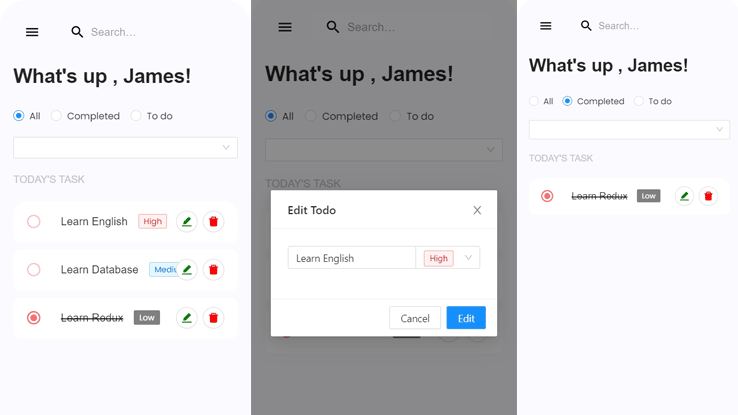 Search...
What's up , James!
All Completed To do
TODAY'S TASK
Learn English High
Learn Database Mediu
Learn Redux Low
Search...
What's up , James!
All Completed To do
TODAY'S TASK
Edit Todo
Learn English High
Cancel Edit
Search...
What's up , James!
All Completed To do
TODAY'S TASK
Learn Redux Low